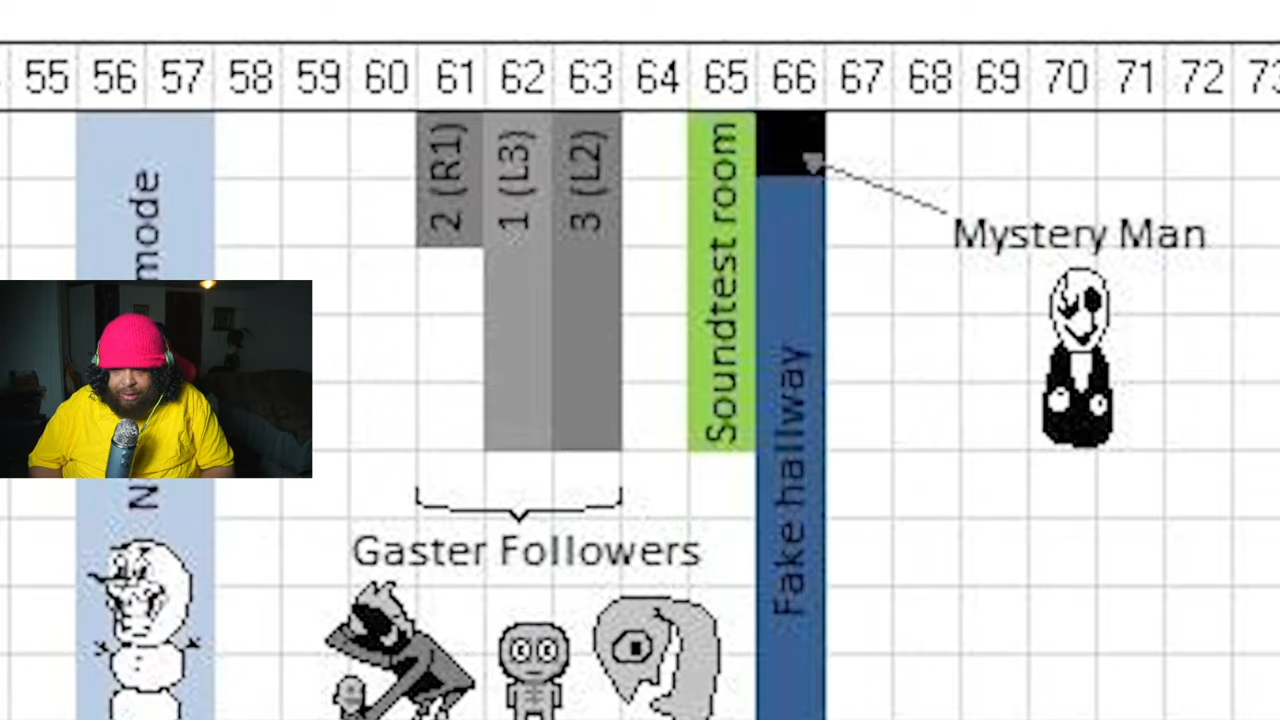 55 56 57 58 59 60 61 62 63 64 65 66 67 68 69 70 71 72 73
mode
2 (R1)
1 (L3)
3 (L2)
Soundtest room
Fake hallway
Mystery Man
Gaster Followers